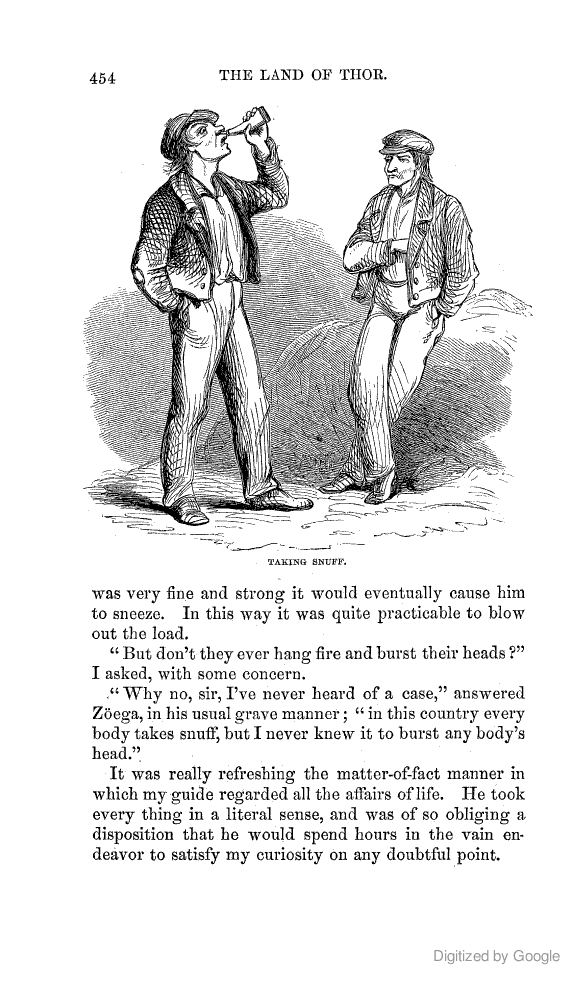 454 THE LAND OF THOR.
TAKING SNUFF.
was very fine and strong it would eventually cause him
to sneeze. In this way it was quite practicable to blow
out the load.
“But don’t they ever hang fire and burst their heads?”
I asked, with some concern.
“Why no, sir, I’ve never heard of a case,” answered
Zöega, in his usual grave manner; “in this country every
body takes snuff, but I never knew it to burst any body’s
head.”
It was really refreshing the matter-of-fact manner in
which my guide regarded all the affairs of life. He took
every thing in a literal sense, and was of so obliging a
disposition that he would spend hours in the vain en-
deavor to satisfy my curiosity on any doubtful point.
Digitized by Google